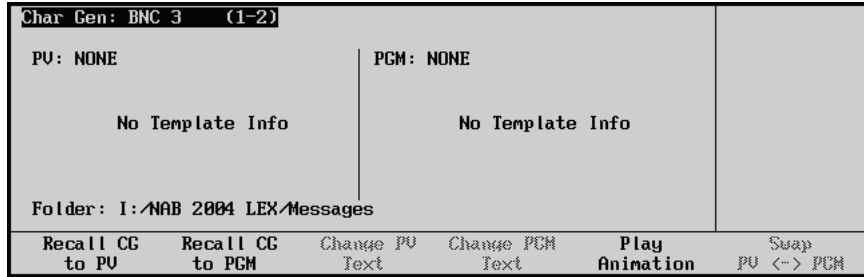 Char Gen: BNC 3 (1-2)
PV: NONE
PGM: NONE
No Template Info
No Template Info
Folder: I:/NAB 2004 LEX/Messages
Recall CG to PV
Recall CG to PGM
Change PV Text
Change PGM Text
Play Animation
Swap PV <-> PGM